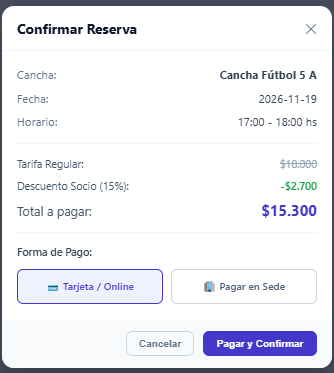 Confirmar Reserva
Cancha: Cancha Fútbol 5 A
Fecha: 2026-11-19
Horario: 17:00 - 18:00 hs
Tarifa Regular: $18.000
Descuento Socio (15%): -$2.700
Total a pagar: $15.300
Forma de Pago:
Tarjeta / Online Pagar en Sede
Cancelar Pagar y Confirmar